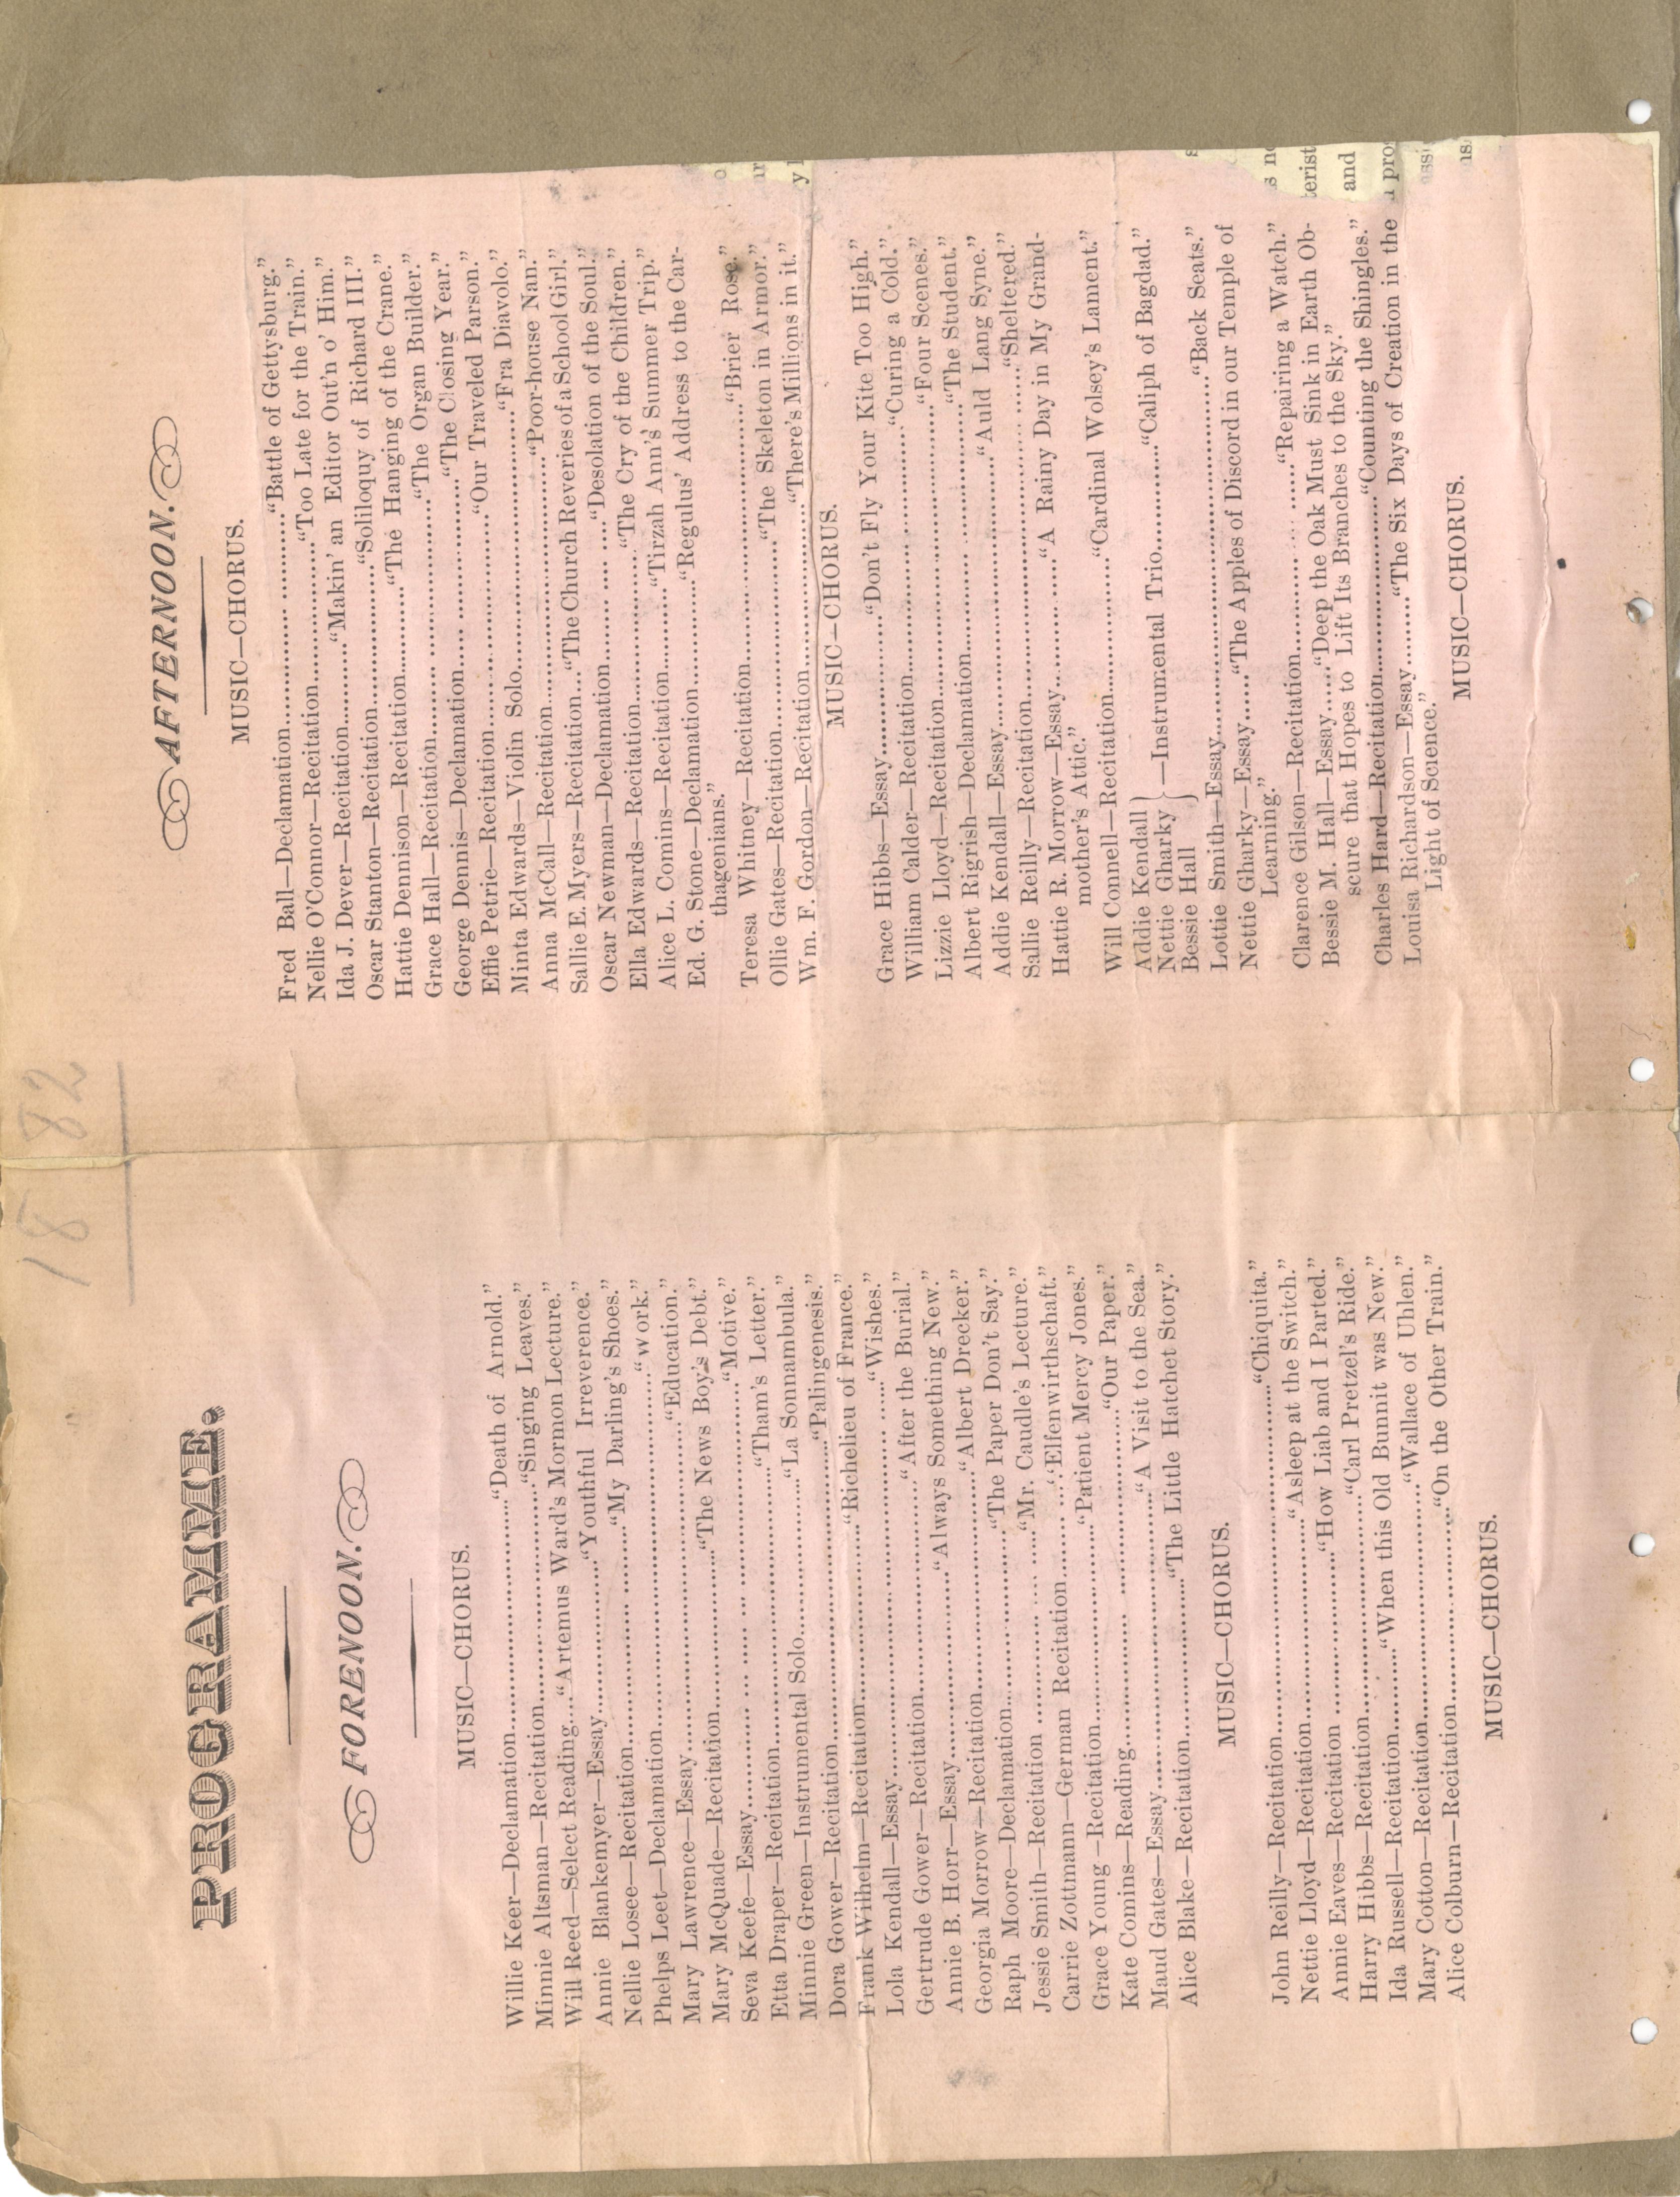 18 82
PROGRAMME.
FORENOON.
MUSIC—CHORUS.
Willie Keer—Declamation...................................."Death of Arnold."
Minnie Altsman—Recitation..................................."Singing Leaves."
Will Reed—Select Reading...."Artemus Ward's Mormon Lecture."
Annie Blankemyer—Essay........................."Youthful Irreverence."
Nellie Losee—Recitation............................."My Darling's Shoes."
Phelps Leet—Declamation................................................"Work."
Mary Lawrence—Essay............................................"Education."
Mary McQuade—Recitation........................."The News Boy's Debt."
Seva Keefe—Essay......................................................"Motive."
Etta Draper—Recitation......................................."Tham's Letter."
Minnie Green—Instrumental Solo......................"La Sonnambula."
Dora Gower—Recitation......................................."Palingenesis."
Frank Wilhelm—Recitation........................"Richelieu of France."
Lola Kendall—Essay................................................"Wishes."
Gertrude Gower—Recitation............................"After the Burial."
Annie B. Horr—Essay.........................."Always Something New."
Georgia Morrow—Recitation..............................."Albert Drecker."
Raph Moore—Declamation........................"The Paper Don't Say."
Jessie Smith—Recitation ........................"Mr. Caudle's Lecture."
Carrie Zottmann—German Recitation.............."Elfenwirthschaft."
Grace Young—Recitation........................."Patient Mercy Jones."
Kate Comins—Reading............................................"Our Paper."
Maud Gates—Essay..................................."A Visit to the Sea."
Alice Blake—Recitation....................."The Little Hatchet Story."
MUSIC—CHORUS.
John Reilly—Recitation............................................"Chiquita."
Nettie Lloyd—Recitation..........................."Asleep at the Switch."
Annie Eaves—Recitation ......................"How Liab and I Parted."
Harry Hibbs—Recitation............................"Carl Pretzel's Ride."
Ida Russell—Recitation........."When this Old Bunnit was New."
Mary Cotton—Recitation..............................."Wallace of Uhlen."
Alice Colburn—Recitation........................."On the Other Train."
MUSIC—CHORUS.
AFTERNOON.
MUSIC—CHORUS.
Fred Ball—Declamation............................"Battle of Gettysburg."
Nellie O'Connor—Recitation..................."Too Late for the Train."
Ida J. Dever—Recitation.........."Makin' an Editor Out'n o' Him."
Oscar Stanton—Recitation................."Soliloquy of Richard III."
Hattie Dennison—Recitation............."The Hanging of the Crane."
Grace Hall—Recitation............................."The Organ Builder."
George Dennis—Declamation........................"The Closing Year."
Effie Petrie—Recitation........................."Our Traveled Parson."
Minta Edwards—Violin Solo..............................."Fra Diavolo."
Anna McCall—Recitation............................"Poor-house Nan."
Sallie E. Myers—Recitation..."The Church Reveries of a School Girl."
Oscar Newman—Declamation................."Desolation of the Soul."
Ella Edwards—Recitation.................."The Cry of the Children."
Alice L. Comins—Recitation..........."Tirzah Ann's Summer Trip."
Ed. G. Stone—Declamation.............."Regulus' Address to the Car-
thagenians."
Teresa Whitney—Recitation................................"Brier Rose."
Ollie Gates—Recitation........................"The Skeleton in Armor."
Wm. F. Gordon—Recitation................."There's Millions in it."
MUSIC—CHORUS.
Grace Hibbs—Essay..................."Don't Fly Your Kite Too High."
William Calder—Recitation..............................."Curing a Cold."
Lizzie Lloyd—Recitation................................."Four Scenes."
Albert Rigrish—Declamation............................."The Student."
Addie Kendall—Essay................................."Auld Lang Syne."
Sallie Reilly—Recitation......................................"Sheltered."
Hattie R. Morrow—Essay............."A Rainy Day in My Grand-
mother's Attic."
Will Connell—Recitation..............."Cardinal Wolsey's Lament."
Addie Kendall
Nettie Gharky }—Instrumental Trio............"Caliph of Bagdad."
Bessie Hall
Lottie Smith—Essay..........................................."Back Seats."
Nettie Gharky—Essay......"The Apples of Discord in our Temple of
Learning."
Clarence Gilson—Recitation........................"Repairing a Watch."
Bessie M. Hall—Essay......"Deep the Oak Must Sink in Earth Ob-
scure that Hopes to Lift Its Branches to the Sky."
Charles Hard—Recitation........................"Counting the Shingles."
Louisa Richardson—Essay........"The Six Days of Creation in the
Light of Science."
MUSIC—CHORUS.
and